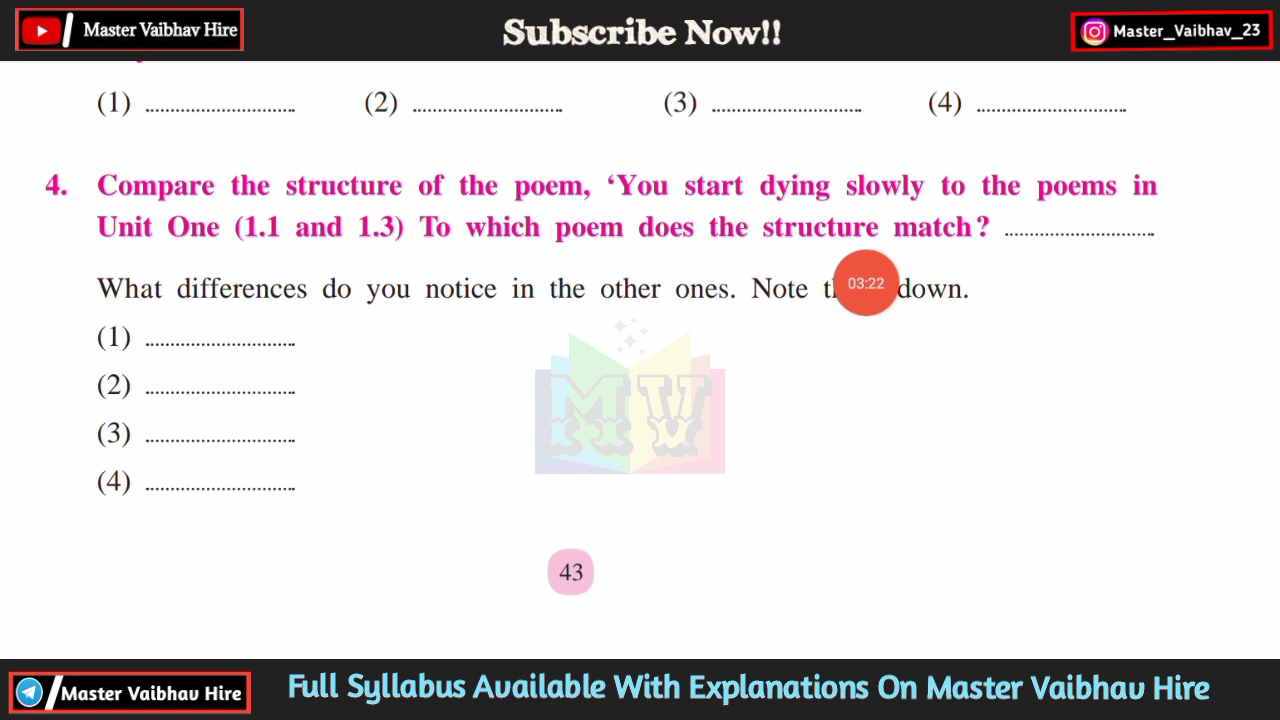 Master Vaibhav Hire
Subscribe Now!!
Master_Vaibhav_23
(1) .............................. (2) .............................. (3) .............................. (4) ..............................
4. Compare the structure of the poem, ‘You start dying slowly to the poems in
Unit One (1.1 and 1.3) To which poem does the structure match? ..............................
What differences do you notice in the other ones. Note down.
03:22
(1) ..............................
(2) ..............................
(3) ..............................
(4) ..............................
MV
43
Master Vaibhav Hire
Full Syllabus Available With Explanations On Master Vaibhav Hire